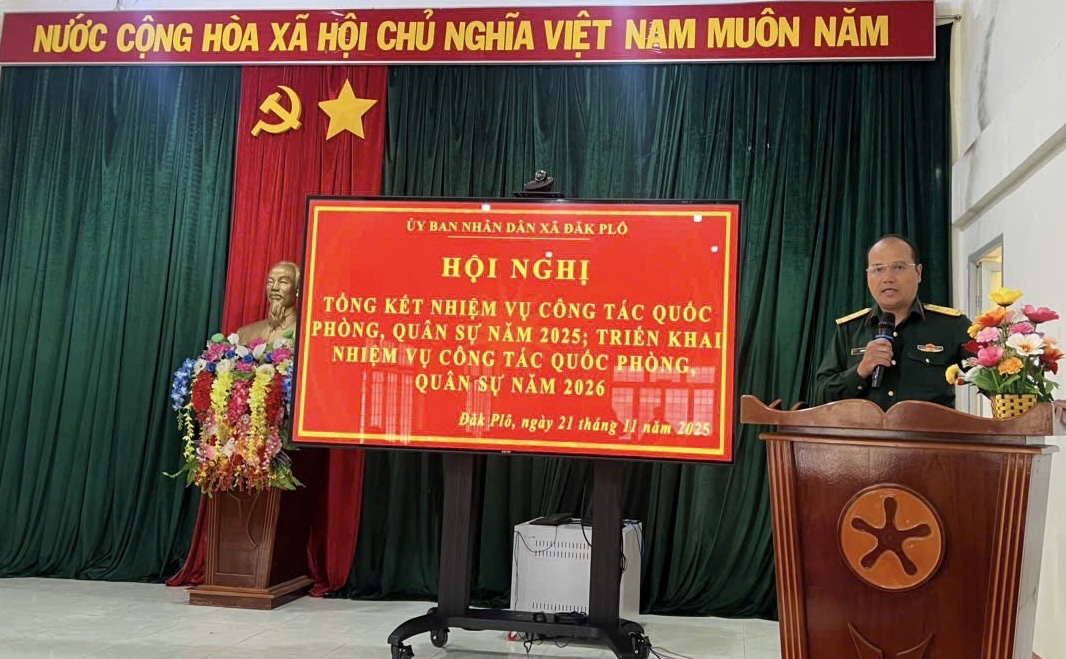 NƯỚC CỘNG HÒA XÃ HỘI CHỦ NGHĨA VIỆT NAM MUÔN NĂM
ỦY BAN NHÂN DÂN XÃ ĐĂK PLÔ
HỘI NGHỊ
TỔNG KẾT NHIỆM VỤ CÔNG TÁC QUỐC
PHÒNG, QUÂN SỰ NĂM 2025; TRIỂN KHAI
NHIỆM VỤ CÔNG TÁC QUỐC PHÒNG,
QUÂN SỰ NĂM 2026
Đăk Plô, ngày 21 tháng 11 năm 2025